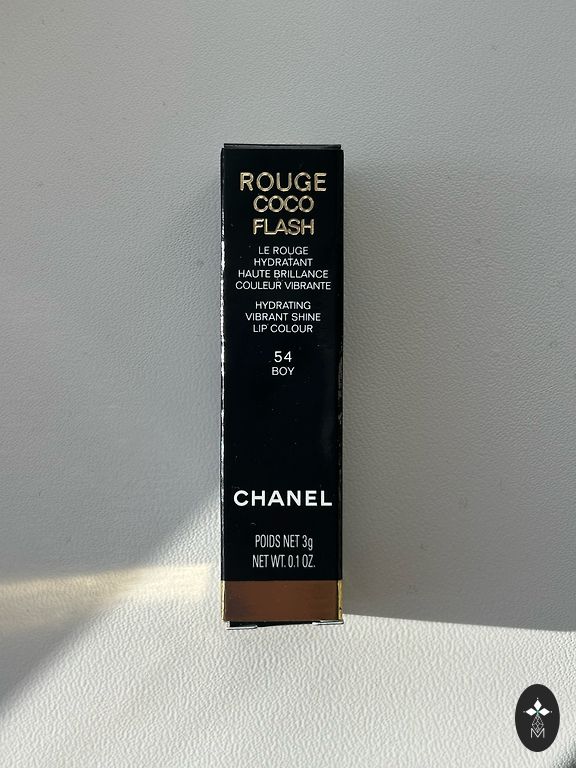 ROUGE
COCO
FLASH
LE ROUGE
HYDRATANT
HAUTE BRILLANCE
COULEUR VIBRANTE
HYDRATING
VIBRANT SHINE
LIP COLOUR
54
BOY
CHANEL
POIDS NET 3g
NET WT. 0.1 OZ.
M